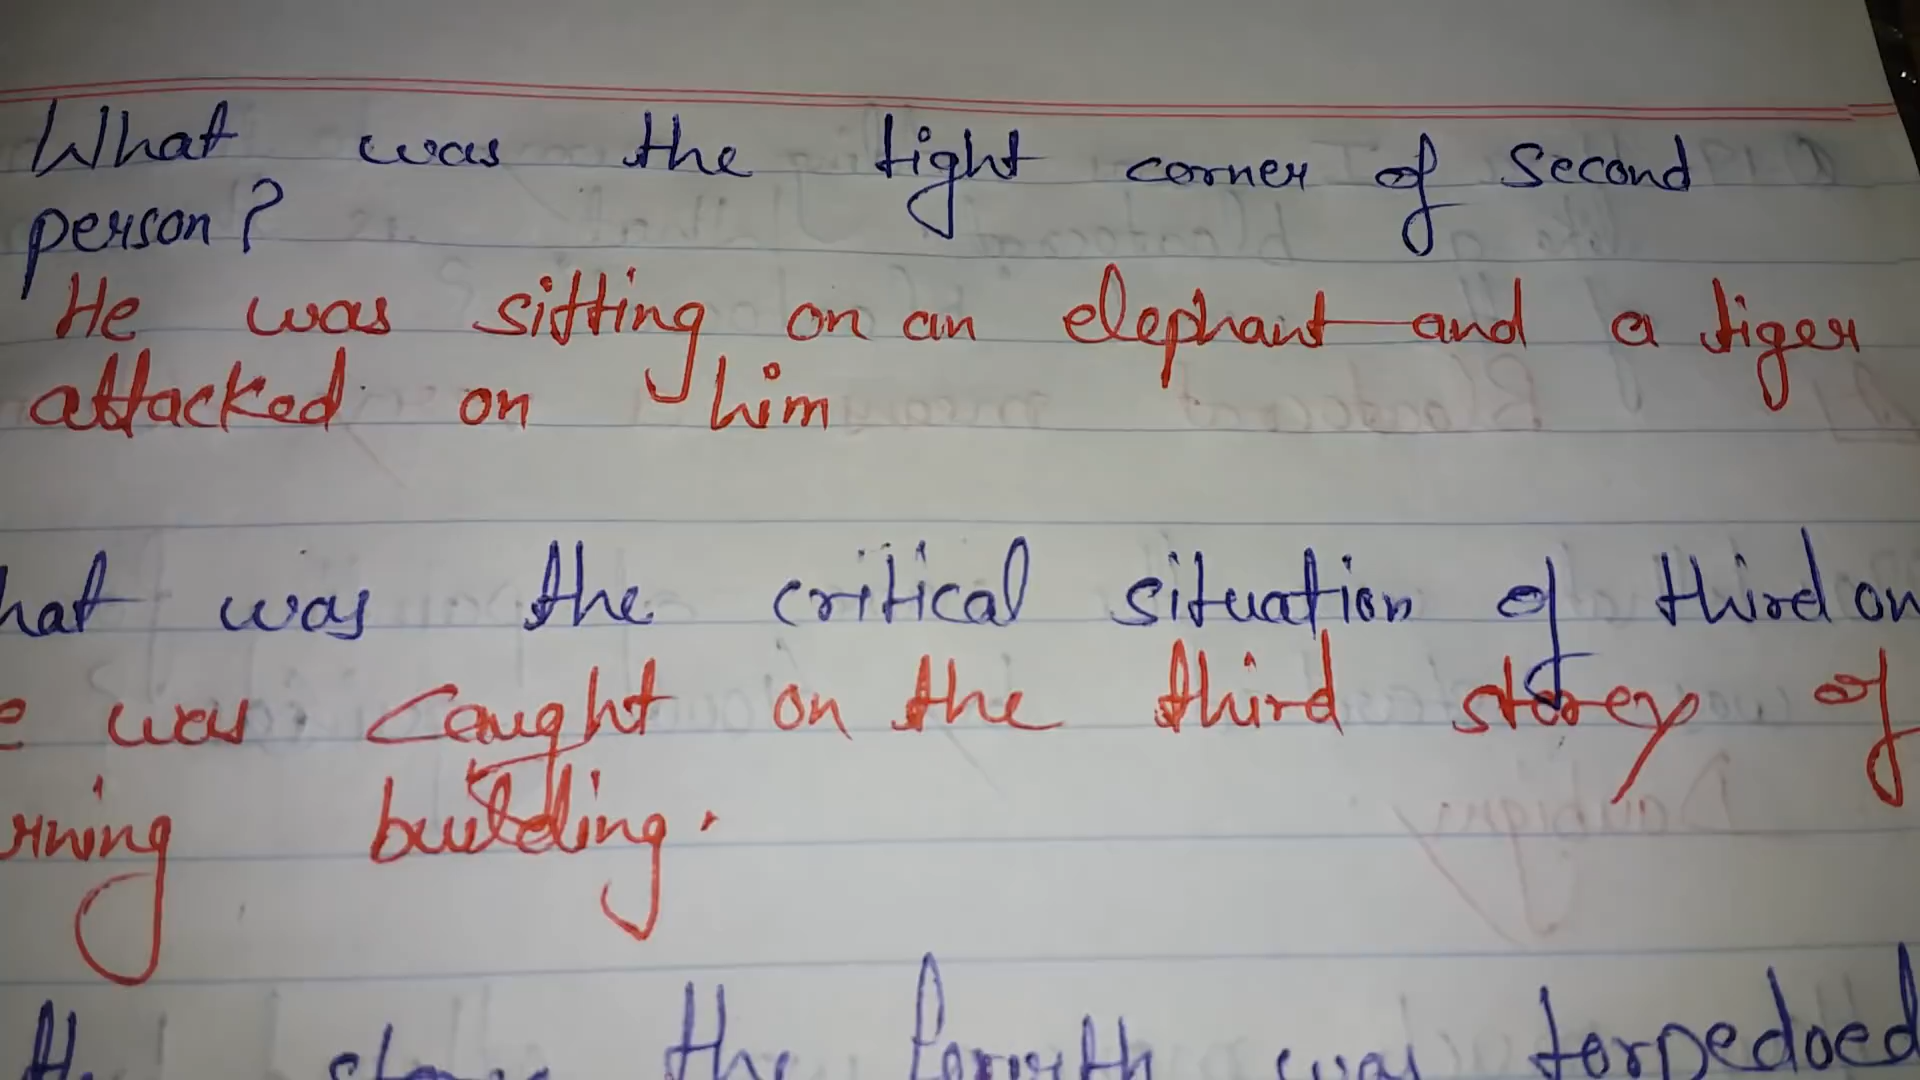 What was the tight corner of Second
person?
He was sitting on an elephant and a tiger
attacked on him
hat was the critical situation of third on
e was Caught on the third storey of
rning building.
the fourth was torpedoed